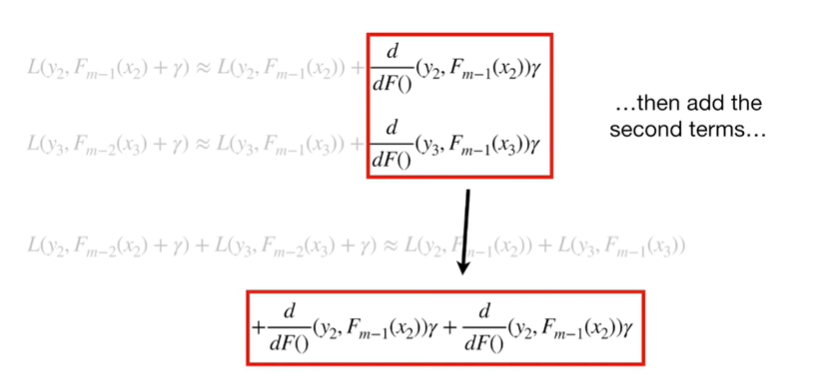 L(y₂, Fₘ₋₁(x₂) + γ) ≈ L(y₂, Fₘ₋₁(x₂)) + d/dF() (y₂, Fₘ₋₁(x₂))γ
L(y₃, Fₘ₋₂(x₃) + γ) ≈ L(y₃, Fₘ₋₁(x₃)) + d/dF() (y₃, Fₘ₋₁(x₃))γ
…then add the
second terms…
L(y₂, Fₘ₋₂(x₂) + γ) + L(y₃, Fₘ₋₂(x₃) + γ) ≈ L(y₂, Fₘ₋₁(x₂)) + L(y₃, Fₘ₋₁(x₃))
+ d/dF() (y₂, Fₘ₋₁(x₂))γ + d/dF() (y₂, Fₘ₋₁(x₂))γ